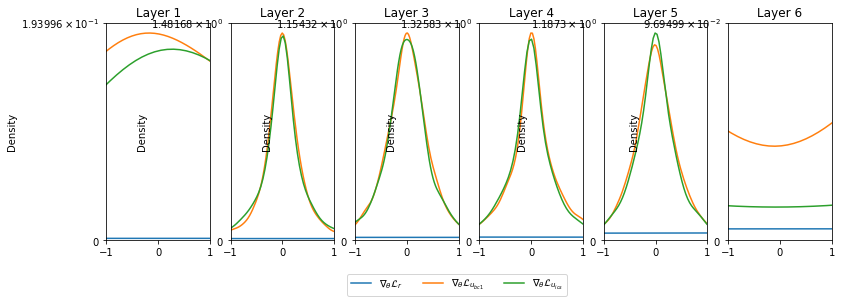 Layer 1 Layer 2 Layer 3 Layer 4 Layer 5 Layer 6
1.93996 × 10⁻¹ 1.48168 × 10⁰ 1.15432 × 10⁰ 1.32583 × 10⁰ 1.1873 × 10⁰ 9.69499 × 10⁻²
Density Density Density Density Density Density
0 0 0 0 0 0
−1 0 1 −1 0 1 −1 0 1 −1 0 1 −1 0 1 −1 0 1
∇θℒr ∇θℒu_bc1 ∇θℒu_ics